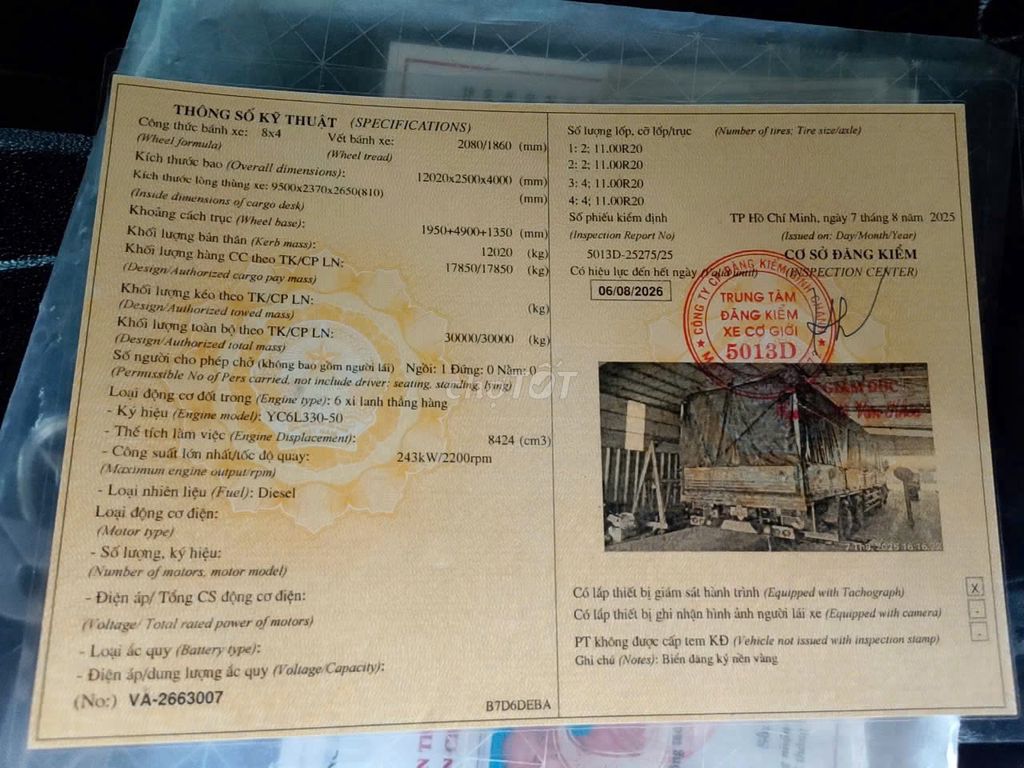 THÔNG SỐ KỸ THUẬT (SPECIFICATIONS)
Công thức bánh xe: 8x4 Vết bánh xe: 2080/1860 (mm)
(Wheel formula) (Wheel tread)
Kích thước bao (Overall dimensions): 12020x2500x4000 (mm)
Kích thước lòng thùng xe: 9500x2370x2650(810) (mm)
(Inside dimensions of cargo desk)
Khoảng cách trục (Wheel base): 1950+4900+1350 (mm)
Khối lượng bản thân (Kerb mass): 12020 (kg)
Khối lượng hàng CC theo TK/CP LN: 17850/17850 (kg)
(Design/Authorized cargo pay mass)
Khối lượng kéo theo TK/CP LN: (kg)
(Design/Authorized towed mass)
Khối lượng toàn bộ theo TK/CP LN: 30000/30000 (kg)
(Design/Authorized total mass)
Số người cho phép chở (không bao gồm người lái) Ngồi: 1 Đứng: 0 Nằm: 0
(Permissible No of Pers carried, not include driver: seating, standing, lying)
Loại động cơ đốt trong (Engine type): 6 xi lanh thẳng hàng
- Ký hiệu (Engine model): YC6L330-50
- Thể tích làm việc (Engine Displacement): 8424 (cm3)
- Công suất lớn nhất/tốc độ quay: 243kW/2200rpm
(Maximum engine output/rpm)
- Loại nhiên liệu (Fuel): Diesel
Loại động cơ điện:
(Motor type)
- Số lượng, ký hiệu:
(Number of motors, motor model)
- Điện áp/ Tổng CS động cơ điện:
(Voltage/ Total rated power of motors)
- Loại ắc quy (Battery type):
- Điện áp/dung lượng ắc quy (Voltage/Capacity):
(No:) VA-2663007
B7D6DEBA
Số lượng lốp, cỡ lốp/trục (Number of tires; Tire size/axle)
1: 2; 11.00R20
2: 2; 11.00R20
3: 4; 11.00R20
4: 4; 11.00R20
Số phiếu kiểm định TP Hồ Chí Minh, ngày 7 tháng 8 năm 2025
(Inspection Report No) (Issued on: Day/Month/Year)
5013D-25275/25 CƠ SỞ ĐĂNG KIỂM
Có hiệu lực đến hết ngày (Valid until) (INSPECTION CENTER)
06/08/2026
TRUNG TÂM
ĐĂNG KIỂM
XE CƠ GIỚI
5013D
GIÁM ĐỐC
chợTỐT
Có lắp thiết bị giám sát hành trình (Equipped with Tachograph) X
Có lắp thiết bị ghi nhận hình ảnh người lái xe (Equipped with camera) -
PT không được cấp tem KĐ (Vehicle not issued with inspection stamp) -
Ghi chú (Notes): Biển đăng ký nền vàng